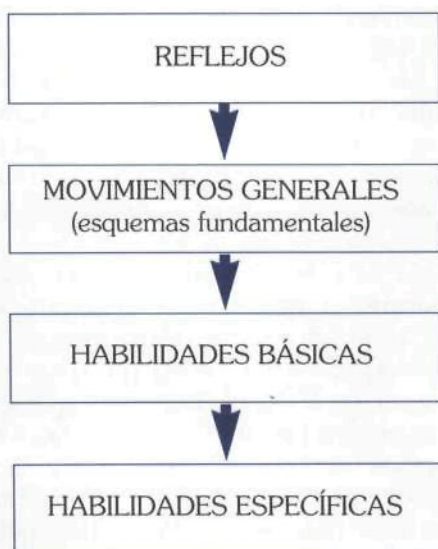 REFLEJOS
MOVIMIENTOS GENERALES
(esquemas fundamentales)
HABILIDADES BÁSICAS
HABILIDADES ESPECÍFICAS